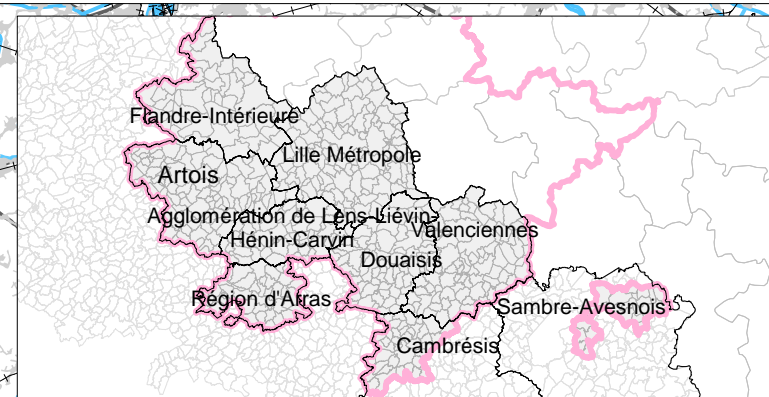 Flandre-Intérieure
Lille Métropole
Artois
Agglomération de Lens-Liévin-
Hénin-Carvin
Valenciennes
Douaisis
Région d'Arras
Sambre-Avesnois
Cambrésis